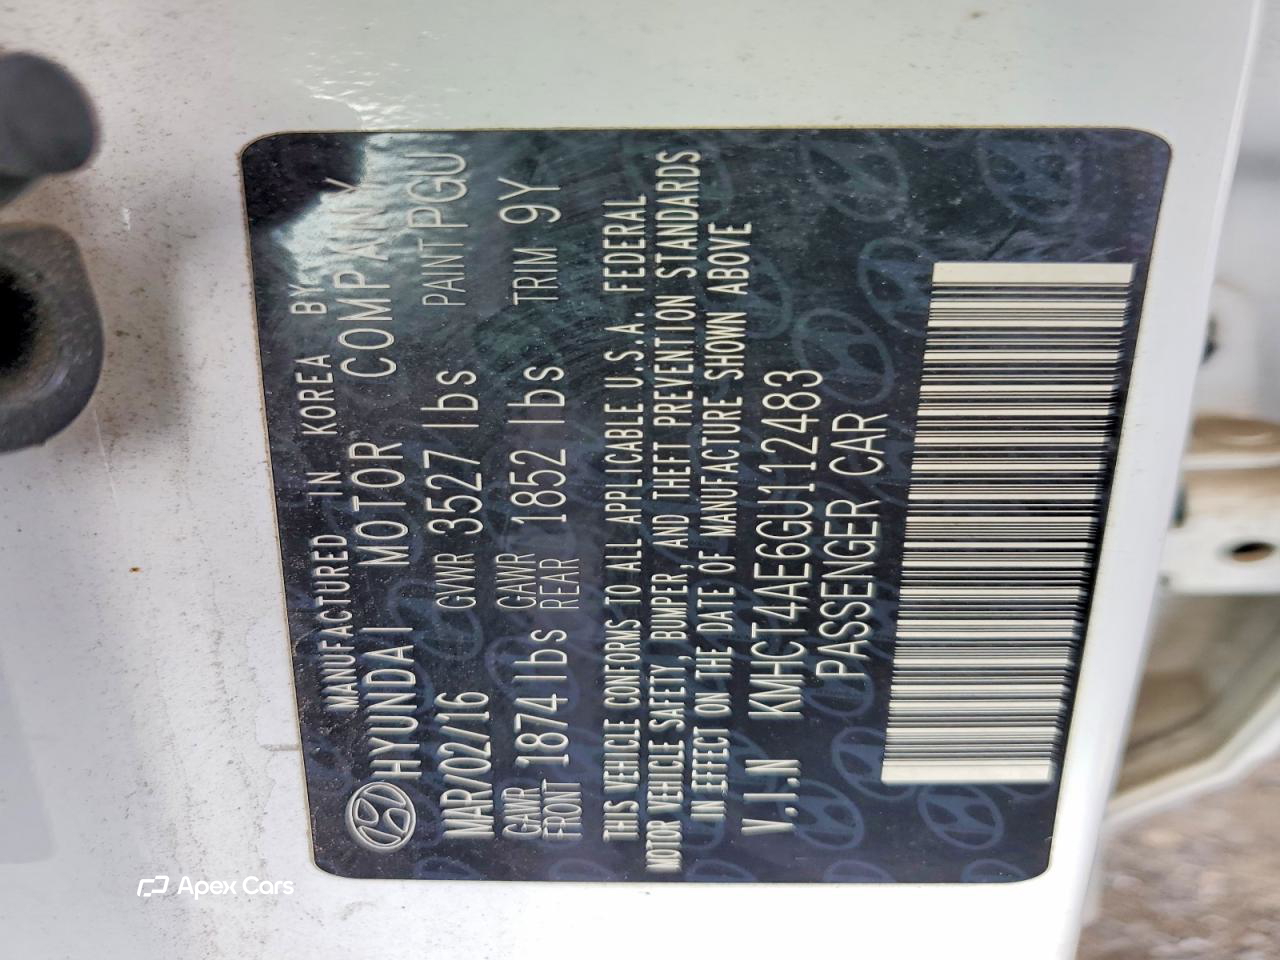 MANUFACTURED IN KOREA BY
HYUNDAI MOTOR COMPANY
MAR/02/16 GVWR 3527 lbs PAINT PGU
GAWR FRONT 1874 lbs GAWR REAR 1852 lbs TRIM 9Y
THIS VEHICLE CONFORMS TO ALL APPLICABLE U.S.A. FEDERAL
MOTOR VEHICLE SAFETY, BUMPER, AND THEFT PREVENTION STANDARDS
IN EFFECT ON THE DATE OF MANUFACTURE SHOWN ABOVE
V.I.N KMHCT4AE6GU112483
PASSENGER CAR
Apex Cars